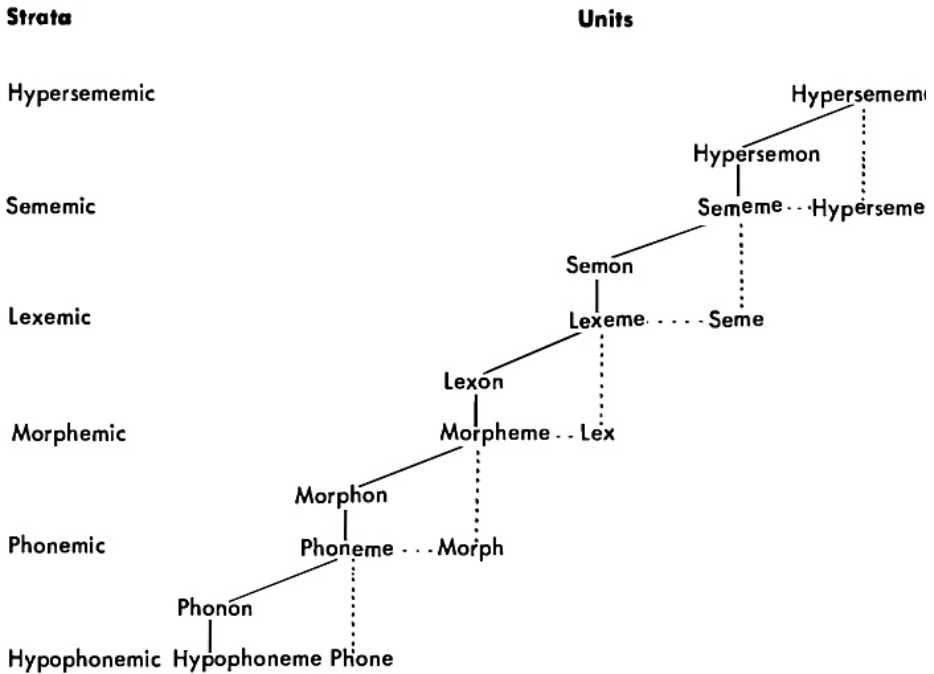 Strata Units
Hypersememic Hypersememe
Hypersemon
Sememic Sememe Hyperseme
Semon
Lexemic Lexeme Seme
Lexon
Morphemic Morpheme Lex
Morphon
Phonemic Phoneme Morph
Phonon
Hypophonemic Hypophoneme Phone